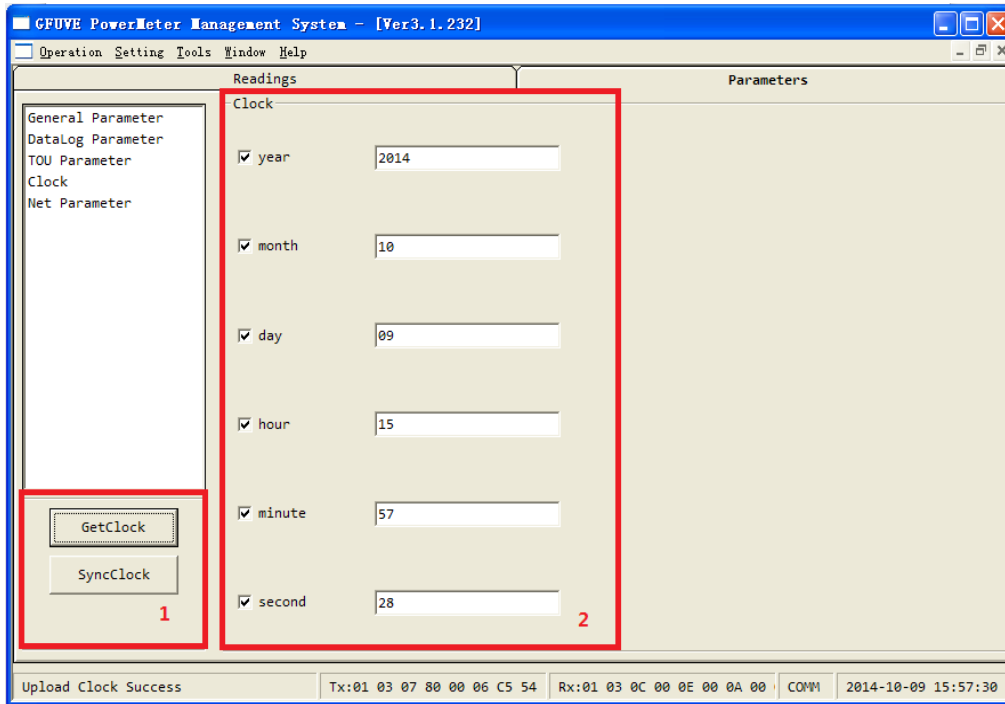 GFUVE PowerMeter Management System - [Ver3.1.232]
Operation Setting Tools Window Help
Readings Parameters
General Parameter
DataLog Parameter
TOU Parameter
Clock
Net Parameter
GetClock
SyncClock
1
Clock
year 2014
month 10
day 09
hour 15
minute 57
second 28
2
Upload Clock Success Tx:01 03 07 80 00 06 C5 54 Rx:01 03 0C 00 0E 00 0A 00 COMM 2014-10-09 15:57:30